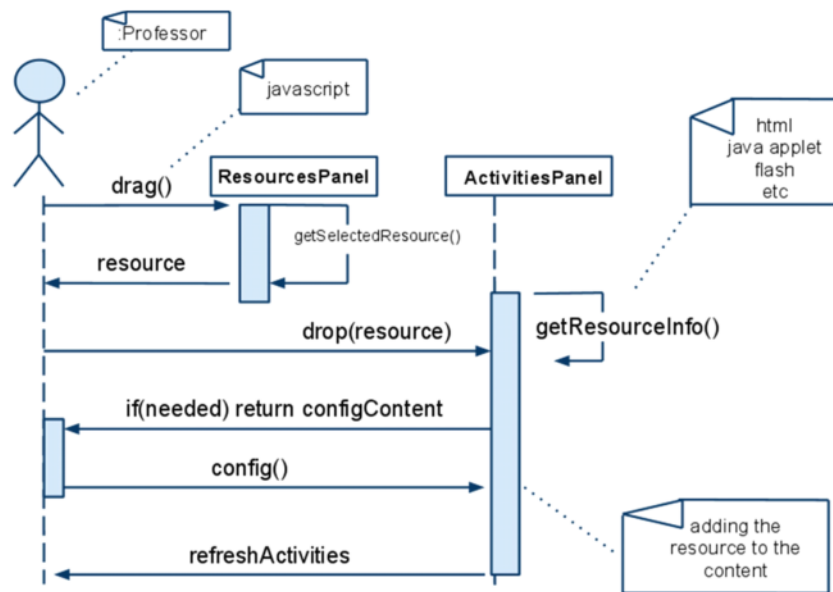 :Professor
javascript
html
java applet
flash
etc
ResourcesPanel
ActivitiesPanel
drag()
getSelectedResource()
resource
drop(resource)
getResourceInfo()
if(needed) return configContent
config()
adding the
resource to the
content
refreshActivities